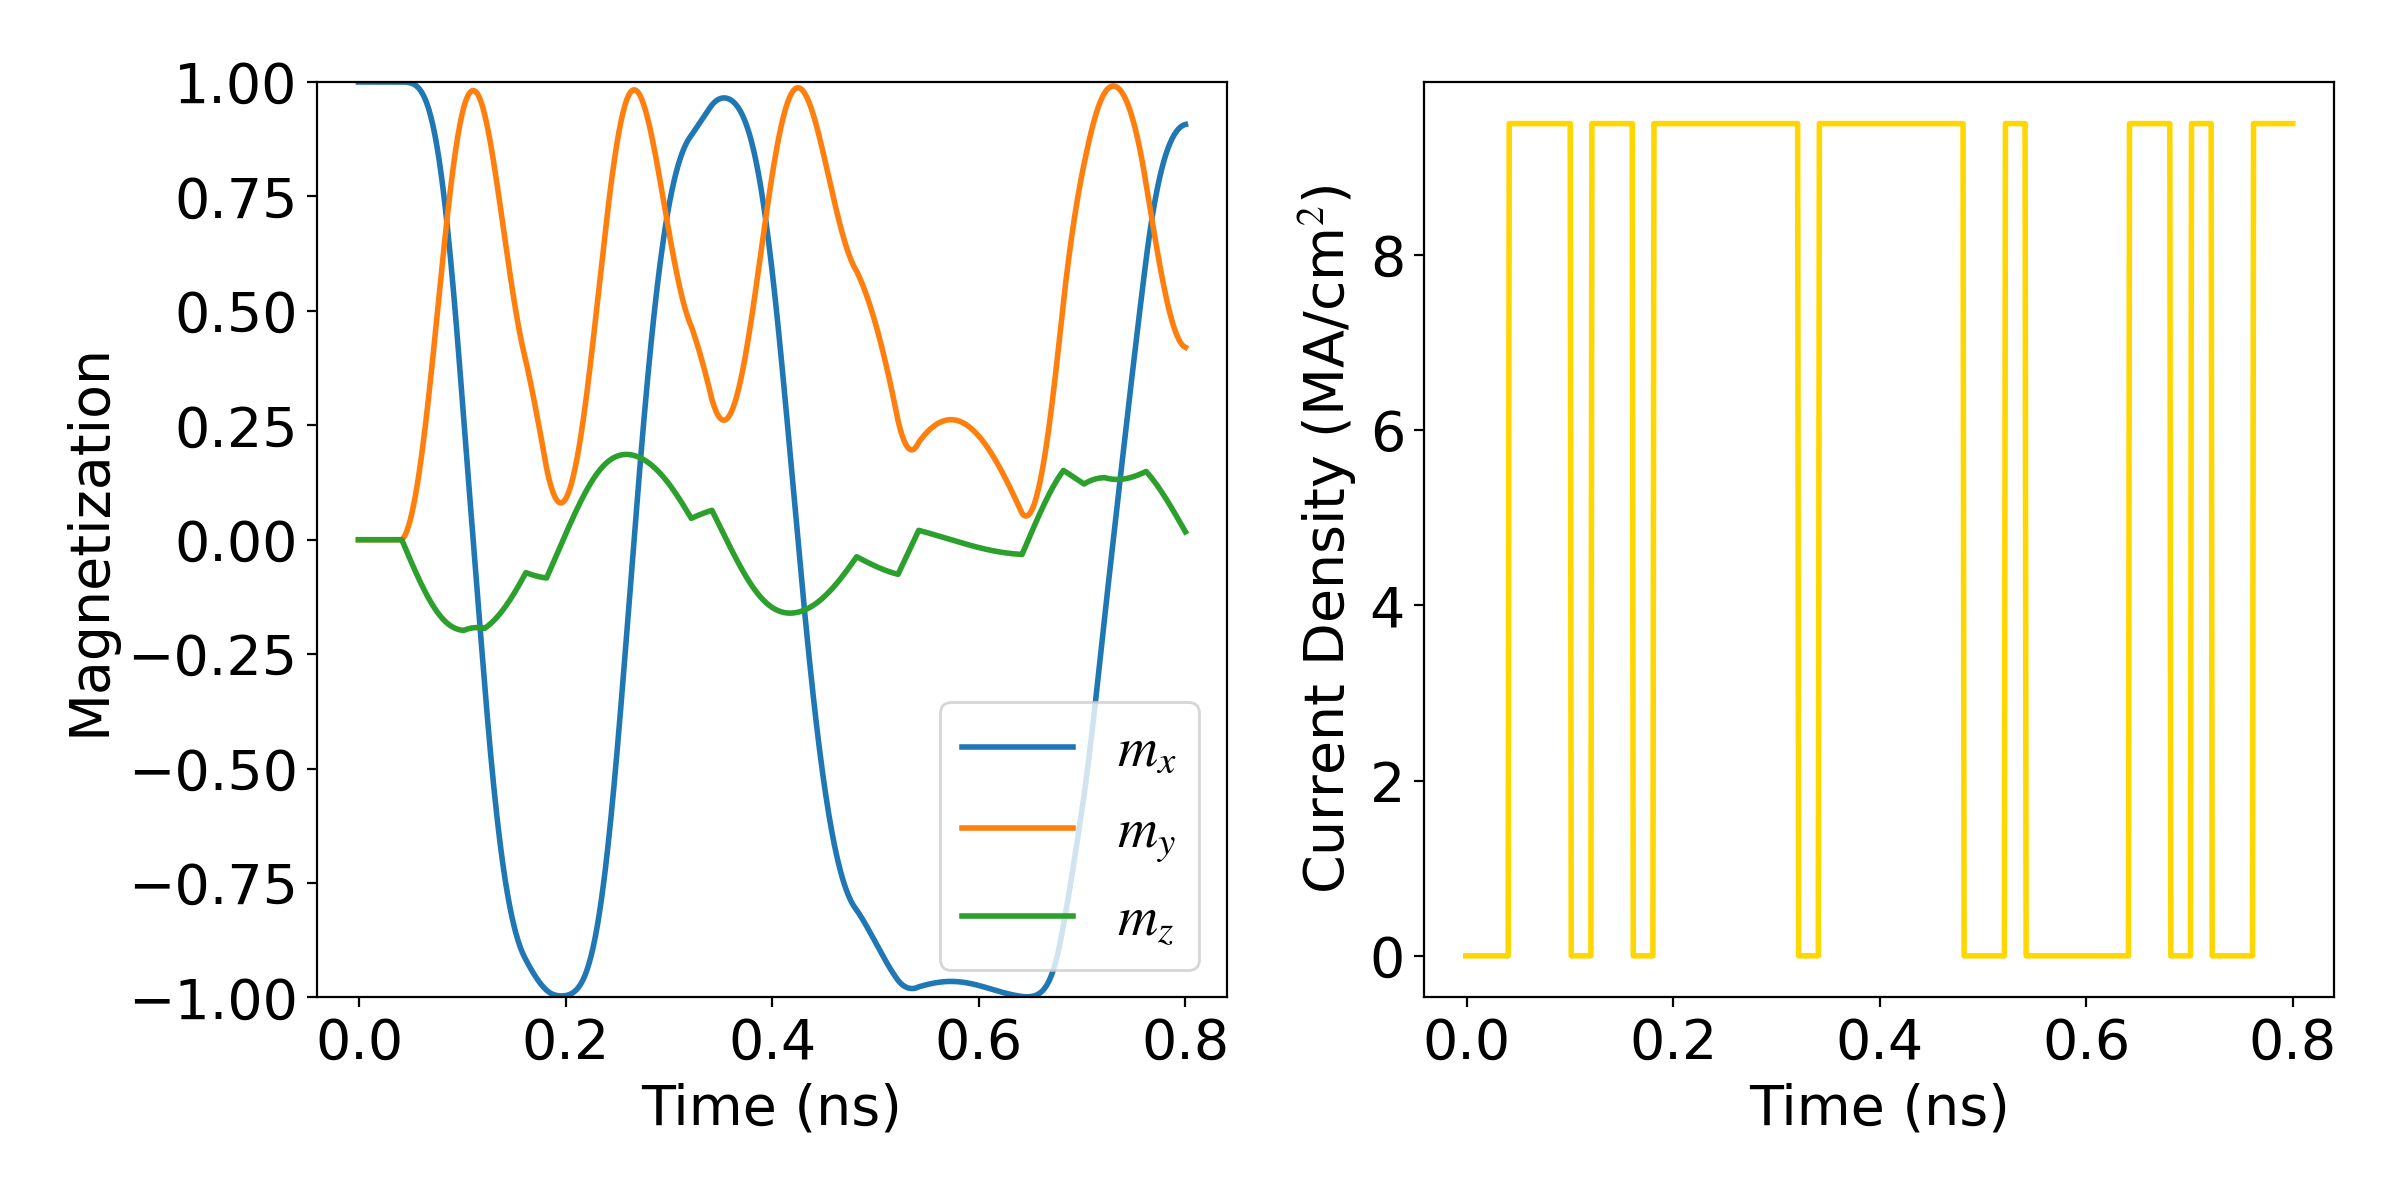 1.00
0.75
0.50
0.25
0.00
−0.25
−0.50
−0.75
−1.00
Magnetization
0.0 0.2 0.4 0.6 0.8
Time (ns)
m_x
m_y
m_z
8
6
4
2
0
Current Density (MA/cm²)
0.0 0.2 0.4 0.6 0.8
Time (ns)